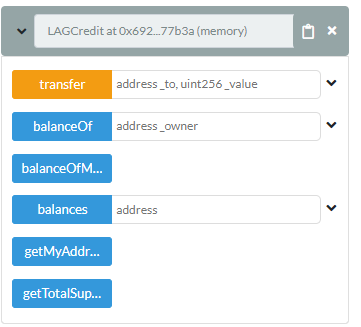 LAGCredit at 0x692...77b3a (memory)
transfer address _to, uint256 _value
balanceOf address _owner
balanceOfM...
balances address
getMyAddr...
getTotalSup...